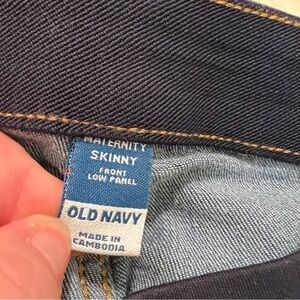 MATERNITY
SKINNY
FRONT
LOW PANEL
OLD NAVY
MADE IN
CAMBODIA